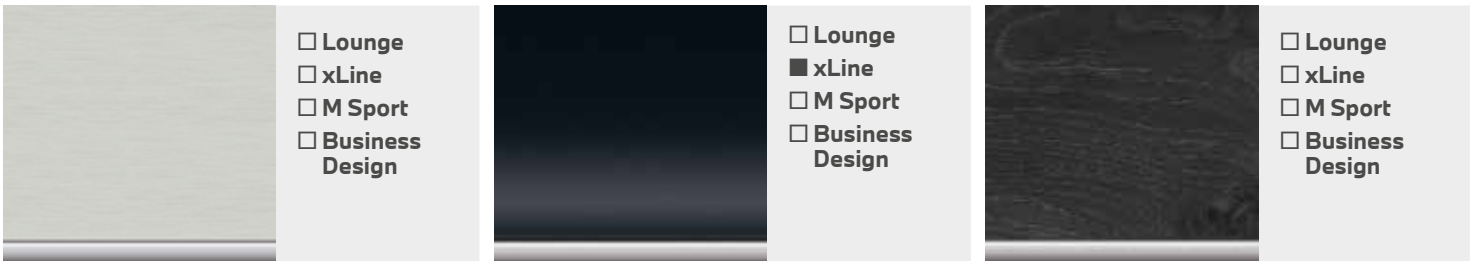 ☐ Lounge
☐ xLine
☐ M Sport
☐ Business
Design
☐ Lounge
■ xLine
☐ M Sport
☐ Business
Design
☐ Lounge
☐ xLine
☐ M Sport
☐ Business
Design